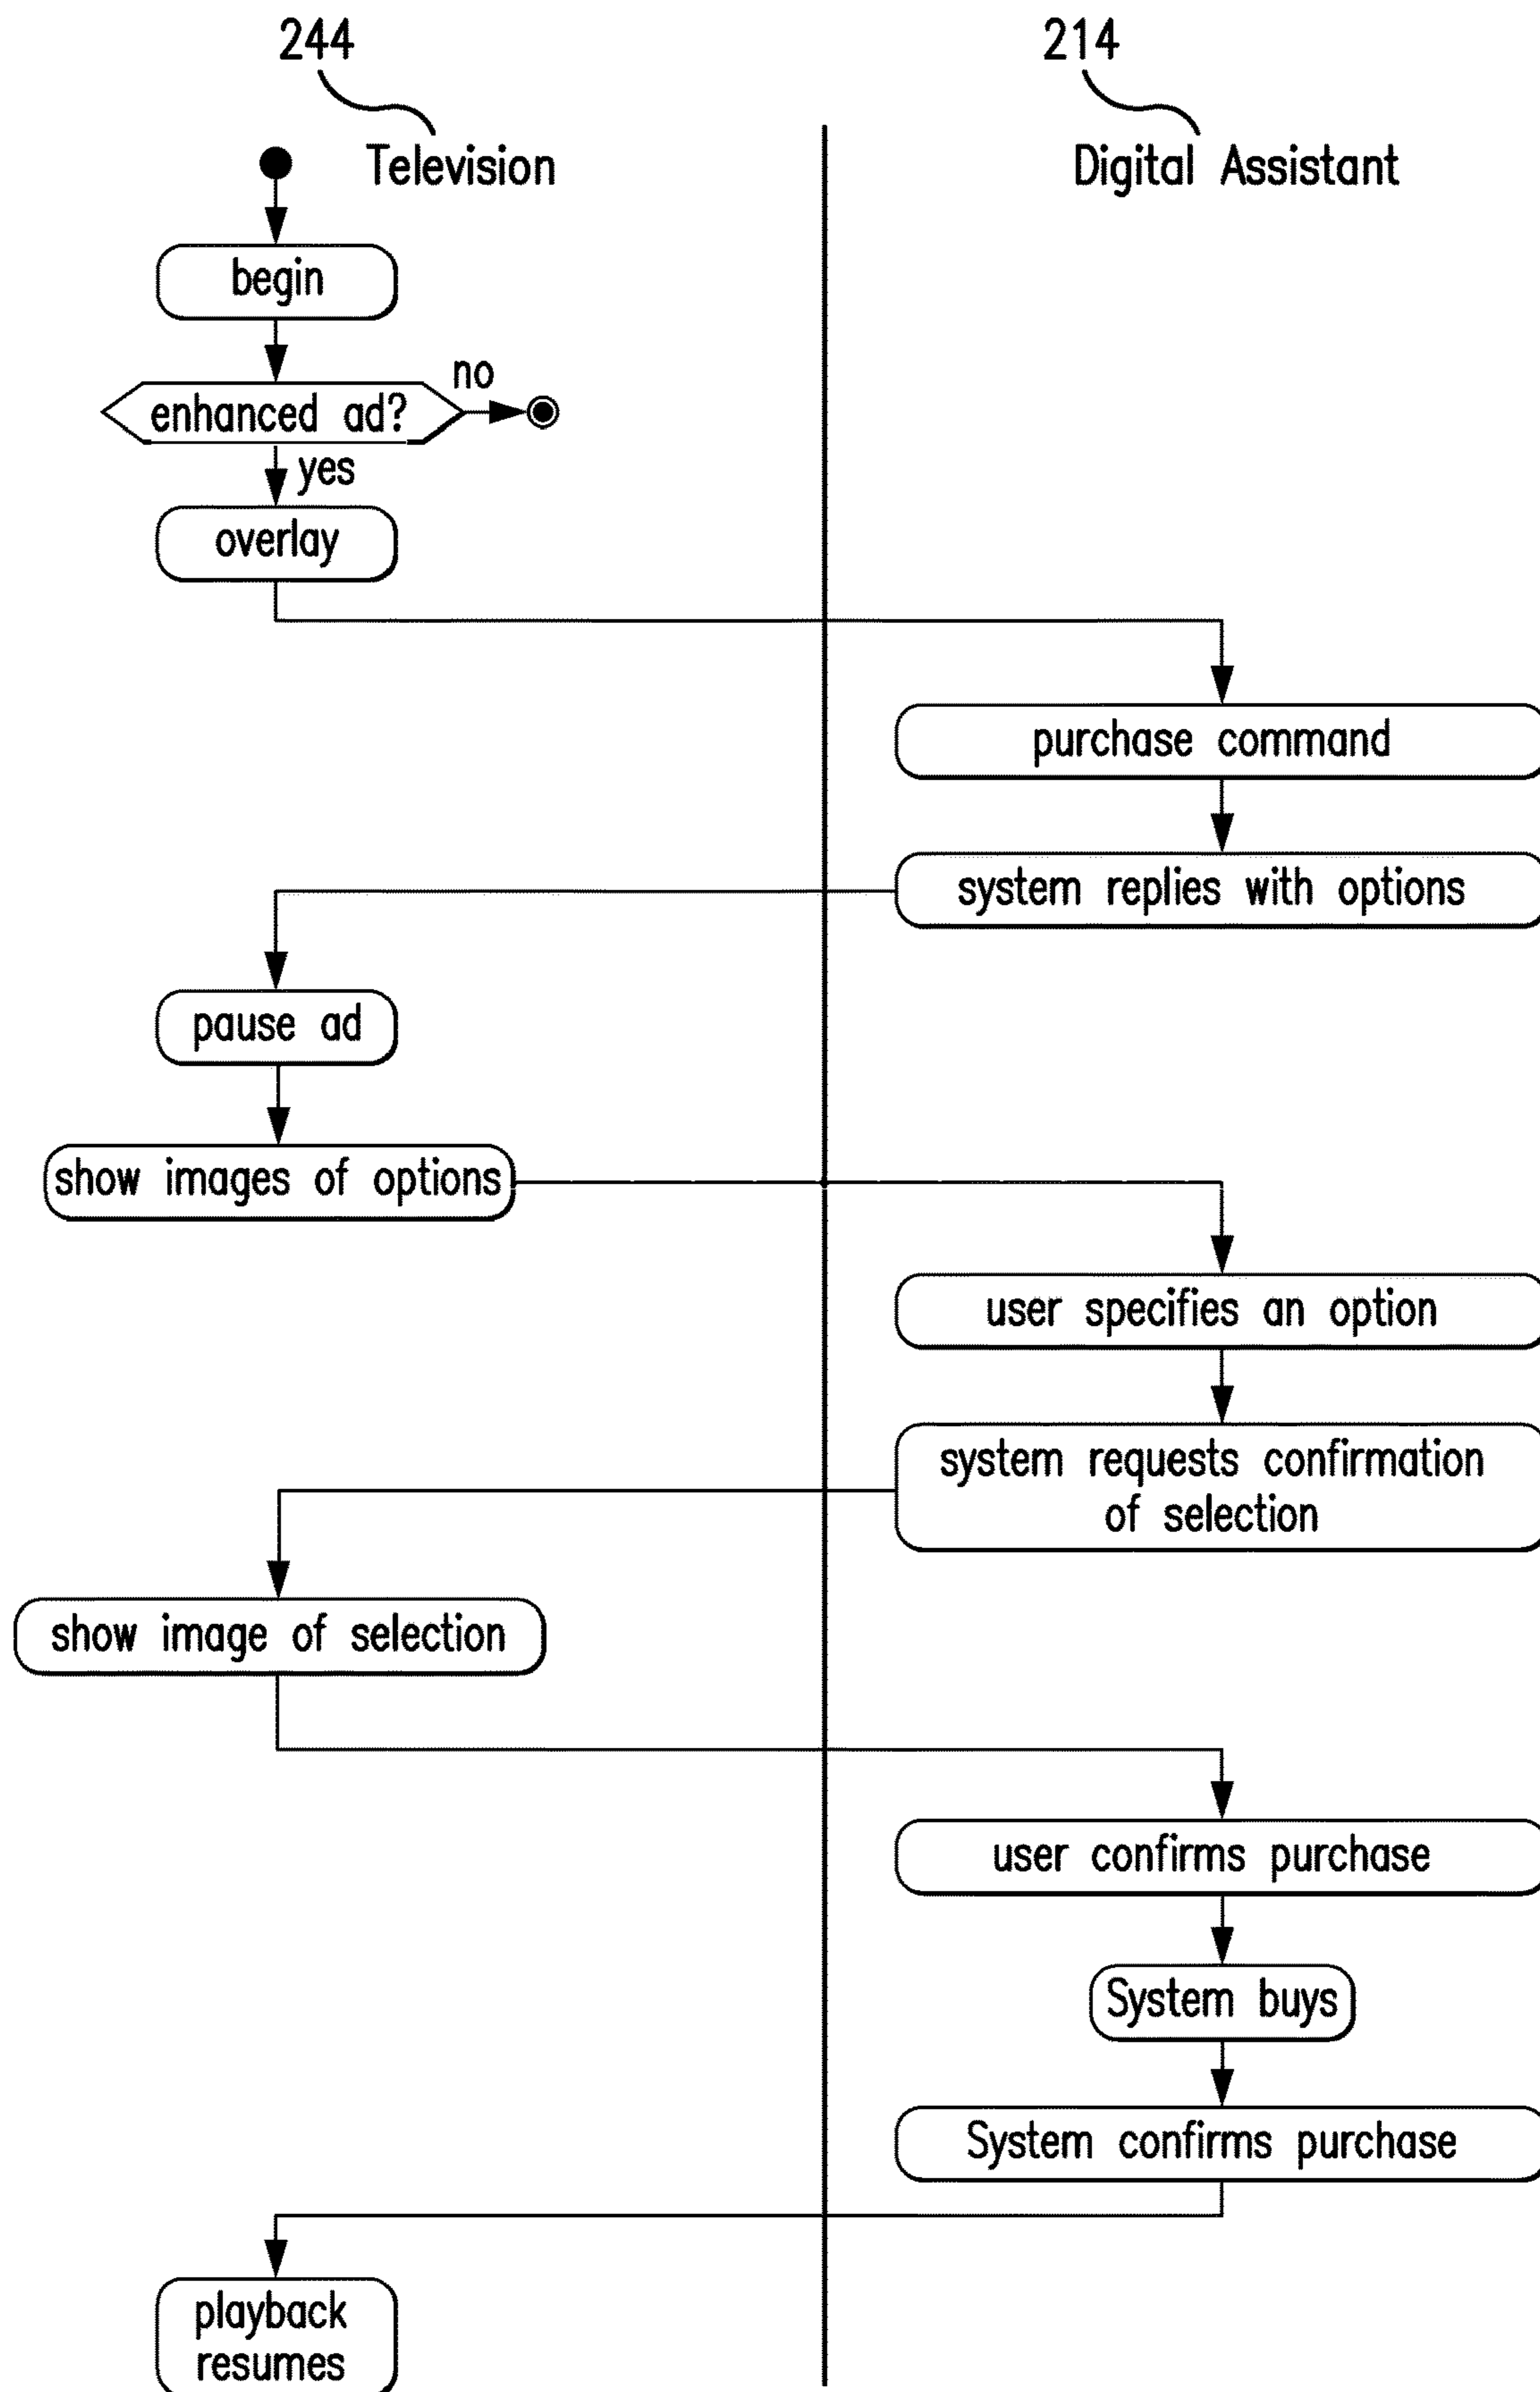 244
214
Television
Digital Assistant
begin
no
enhanced ad?
yes
overlay
purchase command
system replies with options
pause ad
show images of options
user specifies an option
system requests confirmation
of selection
show image of selection
user confirms purchase
System buys
System confirms purchase
playback
resumes